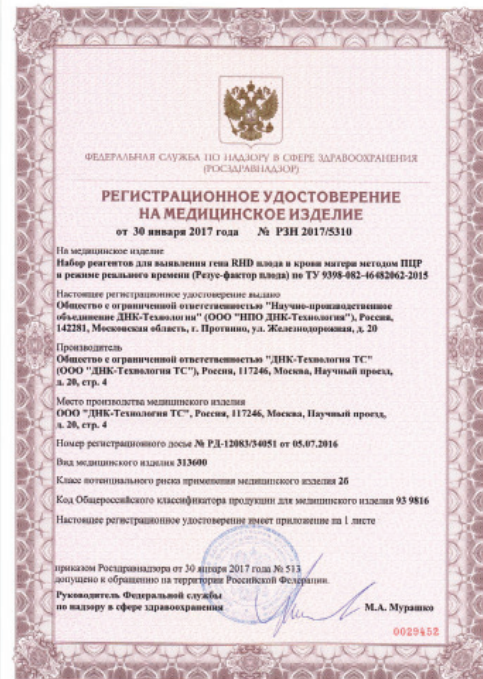 ФЕДЕРАЛЬНАЯ СЛУЖБА ПО НАДЗОРУ В СФЕРЕ ЗДРАВООХРАНЕНИЯ
(РОСЗДРАВНАДЗОР)
РЕГИСТРАЦИОННОЕ УДОСТОВЕРЕНИЕ
НА МЕДИЦИНСКОЕ ИЗДЕЛИЕ
от 30 января 2017 года № РЗН 2017/5310
На медицинское изделие
Набор реагентов для выявления гена RHD плода в крови матери методом ПЦР
в режиме реального времени (Резус-фактор плода) по ТУ 9398-082-46482062-2015
Настоящее регистрационное удостоверение выдано
Общество с ограниченной ответственностью "Научно-производственное
объединение ДНК-Технология" (ООО "НПО ДНК-Технология"), Россия,
142281, Московская область, г. Протвино, ул. Железнодорожная, д. 20
Производитель
Общество с ограниченной ответственностью "ДНК-Технология ТС"
(ООО "ДНК-Технология ТС"), Россия, 117246, Москва, Научный проезд,
д. 20, стр. 4
Место производства медицинского изделия
ООО "ДНК-Технология ТС", Россия, 117246, Москва, Научный проезд,
д. 20, стр. 4
Номер регистрационного досье № РД-12083/34051 от 05.07.2016
Вид медицинского изделия 313600
Класс потенциального риска применения медицинского изделия 2б
Код Общероссийского классификатора продукции для медицинского изделия 93 9816
Настоящее регистрационное удостоверение имеет приложение на 1 листе
приказом Росздравнадзора от 30 января 2017 года № 513
допущено к обращению на территории Российской Федерации.
Руководитель Федеральной службы
по надзору в сфере здравоохранения
М.А. Мурашко
0029452